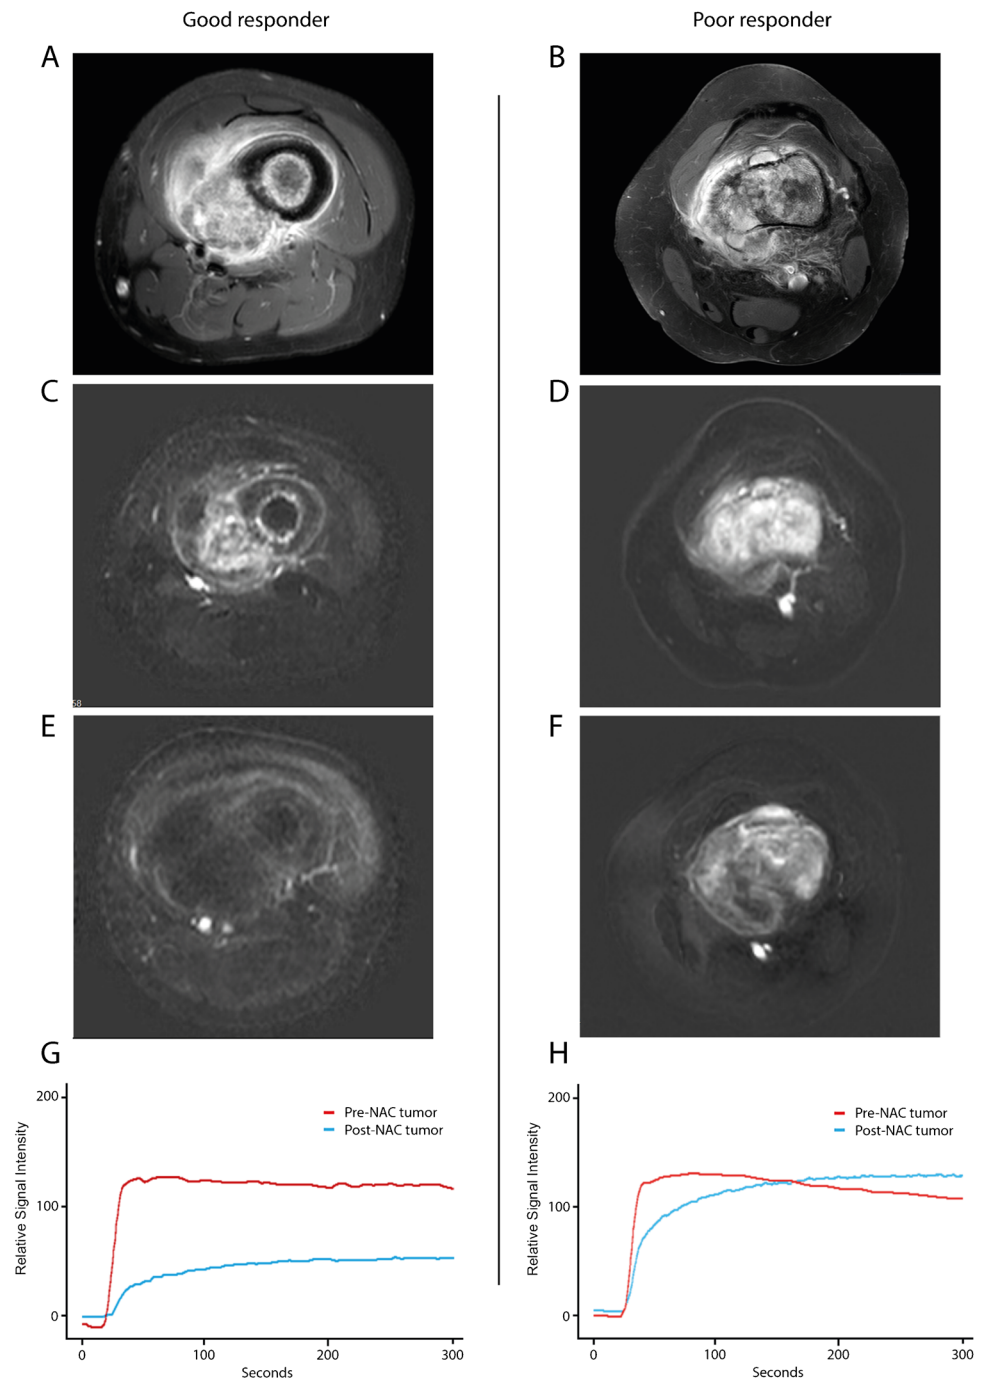 Good responder
Poor responder
A
B
C
D
58
E
F
G
H
Relative Signal Intensity
200
100
0
Pre-NAC tumor
Post-NAC tumor
0
100
200
300
Seconds
Relative Signal Intensity
200
100
0
Pre-NAC tumor
Post-NAC tumor
0
100
200
300
Seconds